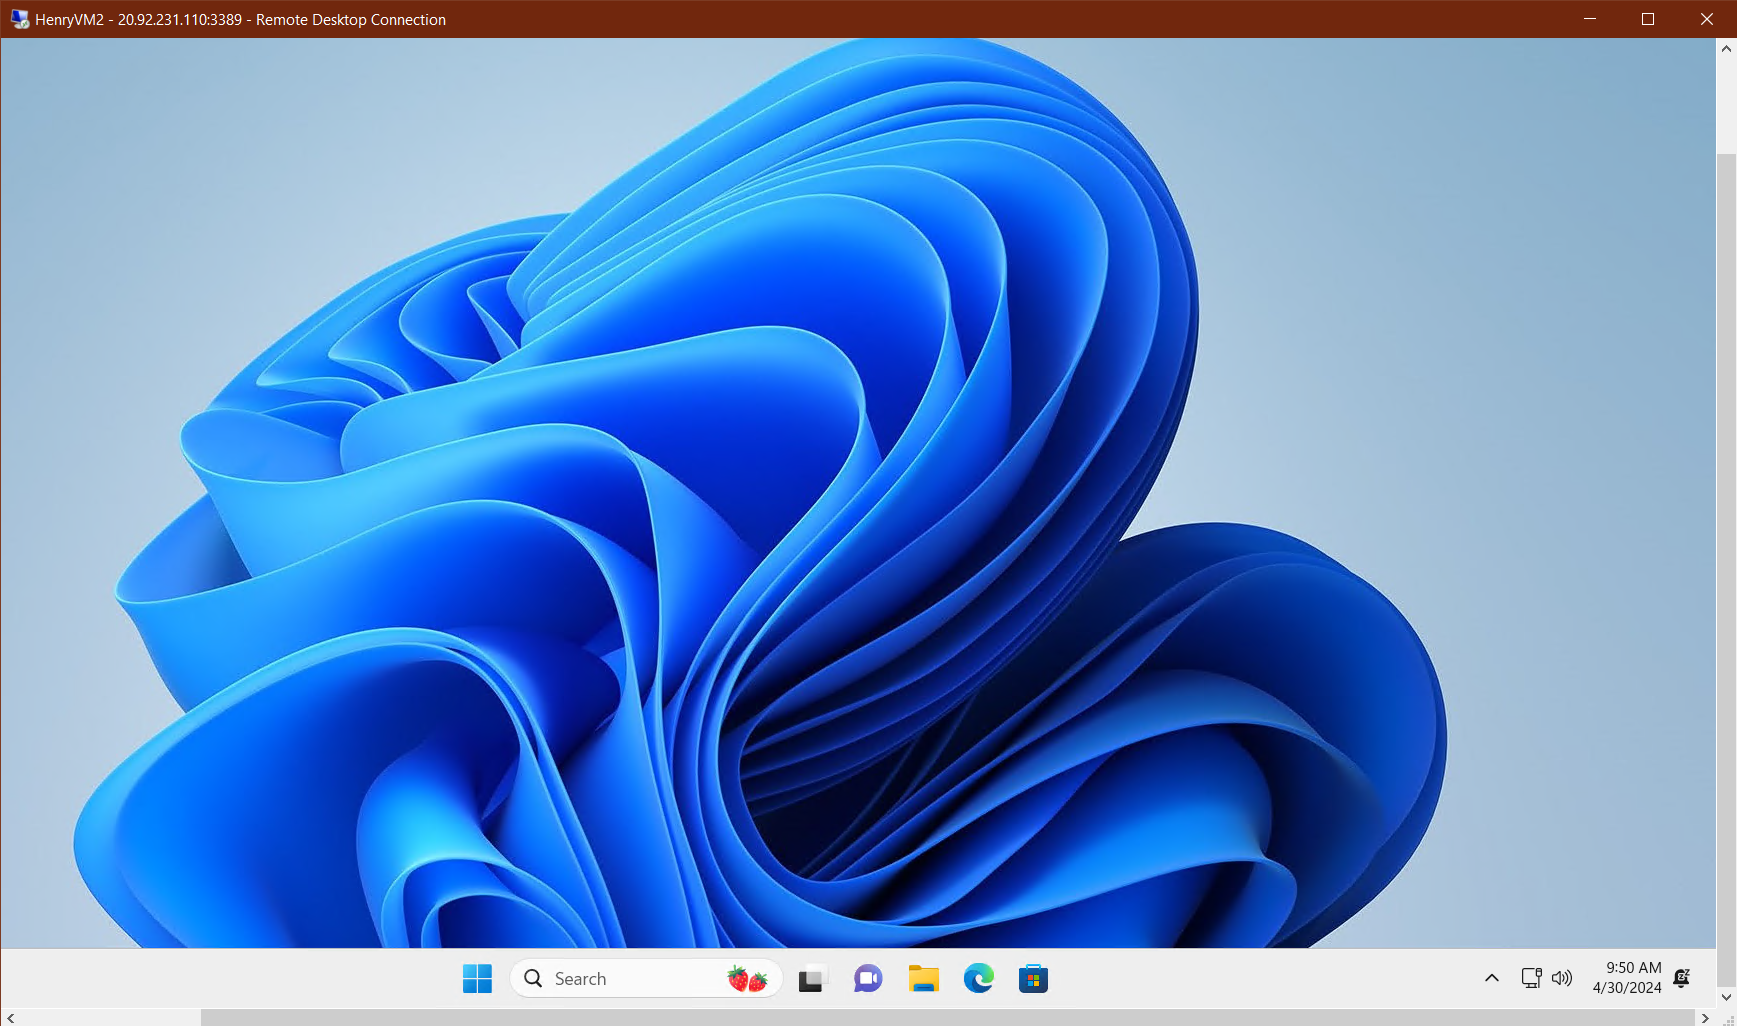 HenryVM2 - 20.92.231.110:3389 - Remote Desktop Connection
Search
9:50 AM
4/30/2024